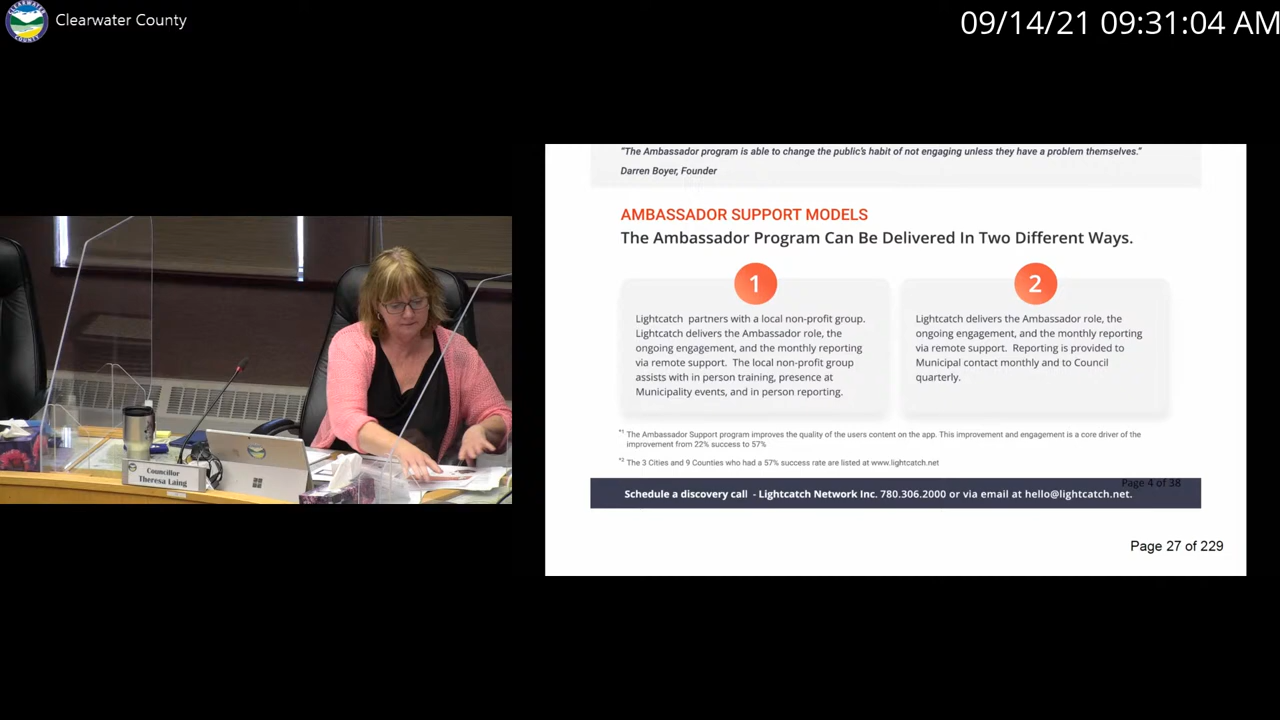 CLEARWATER
COUNTY
Clearwater County
09/14/21 09:31:04 AM
"The Ambassador program is able to change the public's habit of not engaging unless they have a problem themselves."
Darren Boyer, Founder
AMBASSADOR SUPPORT MODELS
The Ambassador Program Can Be Delivered In Two Different Ways.
1
Lightcatch partners with a local non-profit group.
Lightcatch delivers the Ambassador role, the
ongoing engagement, and the monthly reporting
via remote support. The local non-profit group
assists with in person training, presence at
Municipality events, and in person reporting.
2
Lightcatch delivers the Ambassador role, the
ongoing engagement, and the monthly reporting
via remote support. Reporting is provided to
Municipal contact monthly and to Council
quarterly.
*1 The Ambassador Support program improves the quality of the users content on the app. This improvement and engagement is a core driver of the
improvement from 22% success to 57%
*2 The 3 Cities and 9 Counties who had a 57% success rate are listed at www.lightcatch.net
Page 4 of 38
Schedule a discovery call - Lightcatch Network Inc. 780.306.2000 or via email at hello@lightcatch.net.
Page 27 of 229
Councillor
Theresa Laing